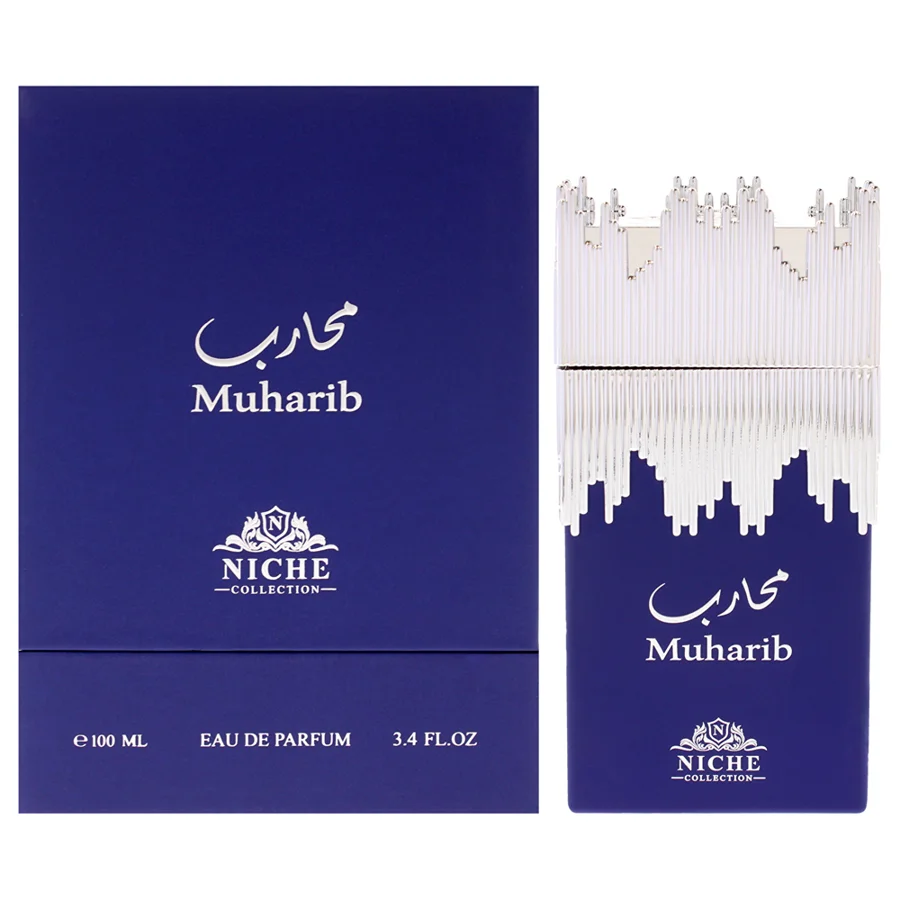 محارب
Muharib
N
NICHE
COLLECTION
e 100 ML EAU DE PARFUM 3.4 FL.OZ
محارب
Muharib
N
NICHE
COLLECTION